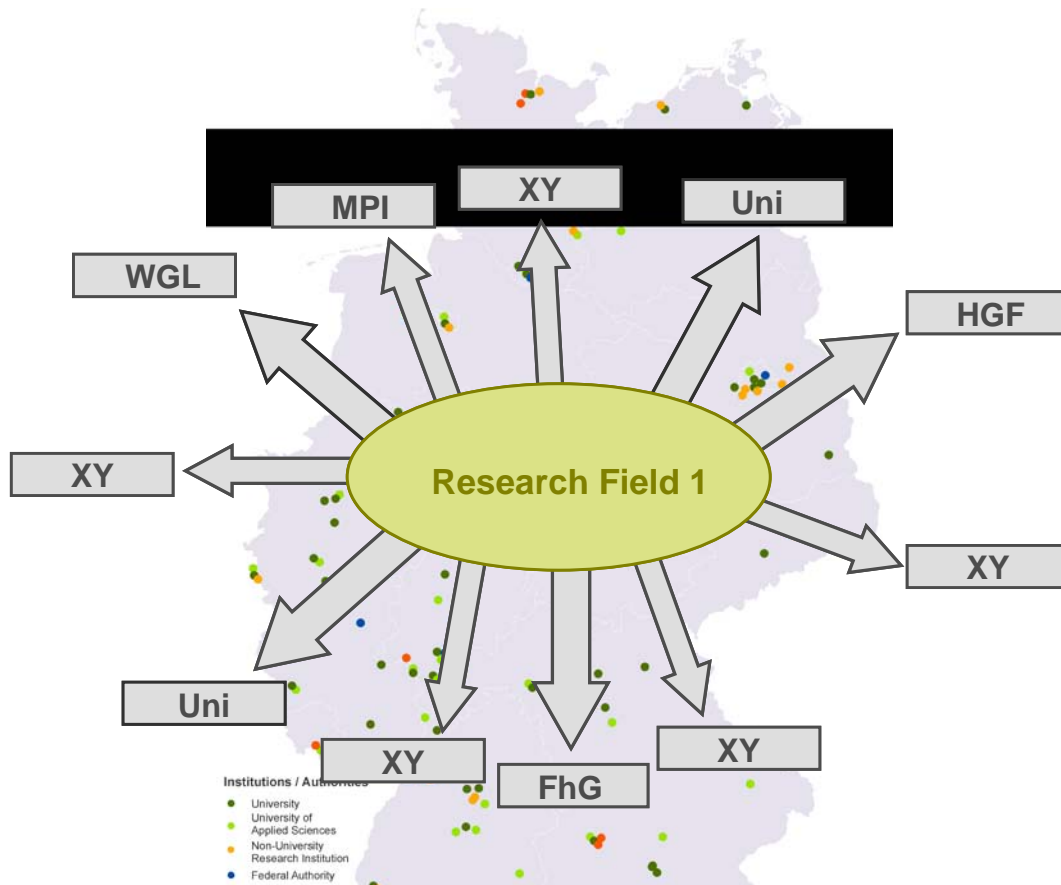 XY
MPI
Uni
WGL
HGF
Research Field 1
XY
XY
Uni
XY
XY
FhG
Institutions / Authorities
University
University of
Applied Sciences
Non-University
Research Institution
Federal Authority